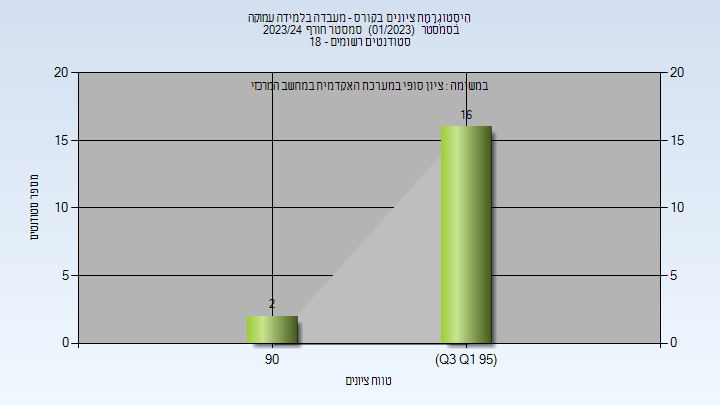 הִיסְטוֹגְרָמַת ציונים בקורס - מעבדה בלמידה עמוקה
בסמסטר (01/2023) סמסטר חורף 2023/24
סטודנטים רשומים - 18
במשימה : ציון סופי במערכת האקדמית במחשב המרכזי
מספר סטודנטים
20
15
10
5
0
20
15
10
5
0
2
16
90
(Q3 Q1 95)
טווח ציונים